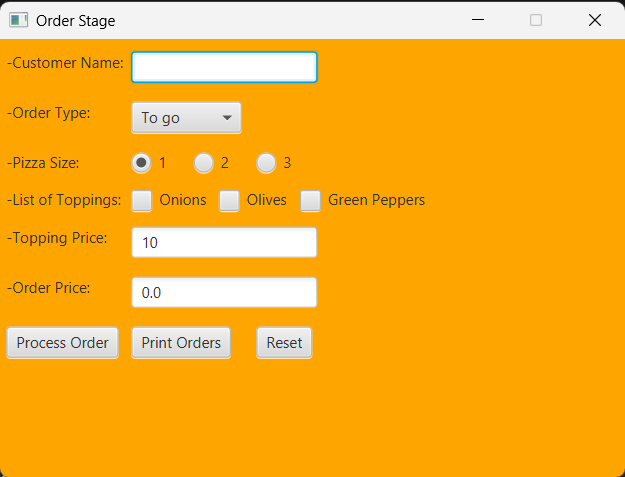 Order Stage
-Customer Name:
-Order Type: To go
-Pizza Size: 1 2 3
-List of Toppings: Onions Olives Green Peppers
-Topping Price: 10
-Order Price: 0.0
Process Order Print Orders Reset